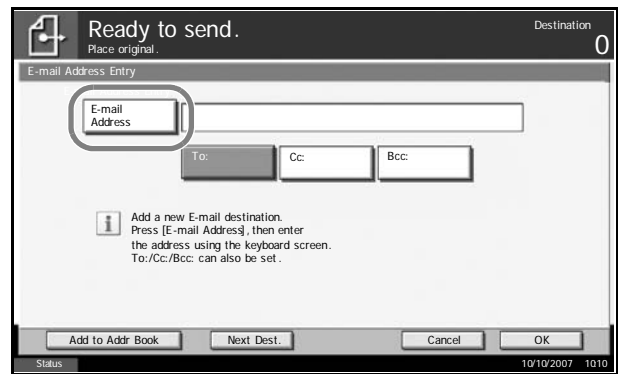 Ready to send.
Destination
Place original.
0
E-mail Address Entry
E-mail
Address
To:
Cc:
Bcc:
i
Add a new E-mail destination.
Press [E-mail Address], then enter
the address using the keyboard screen.
To:/Cc:/Bcc: can also be set.
Add to Addr Book
Next Dest.
Cancel
OK
Status
10/10/2007 1010